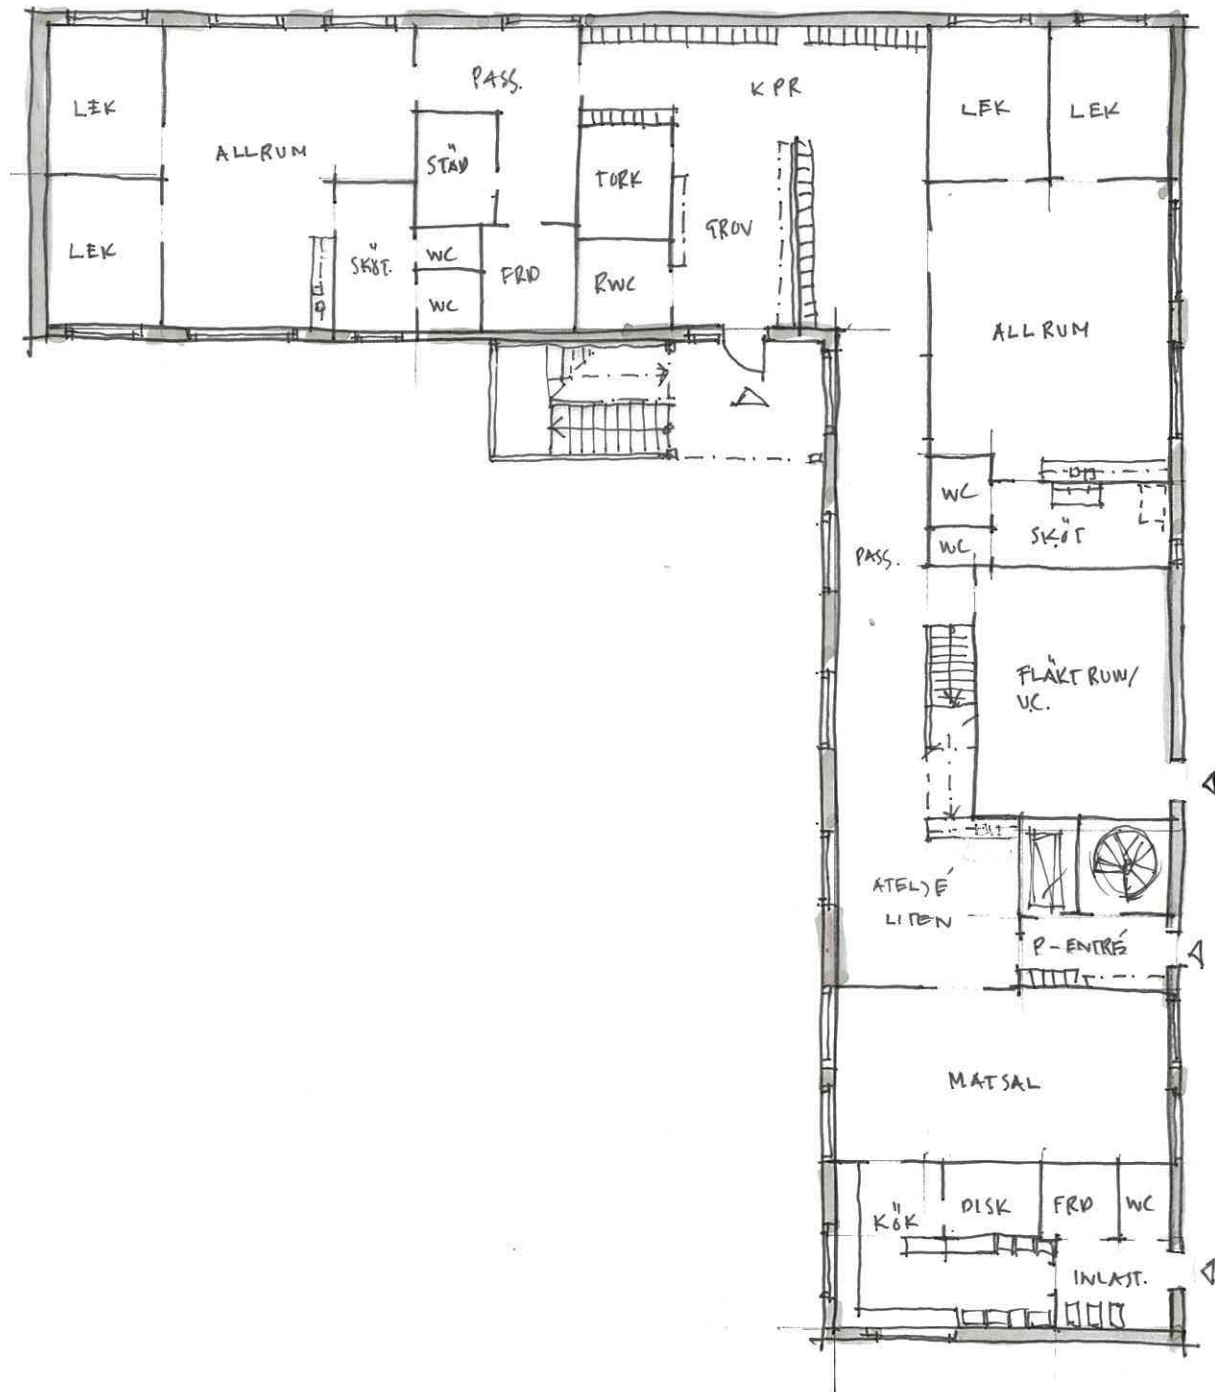 PASS.
KPR
LEK
LEK
LEK
ALLRUM
STÄD
TORK
GROV
LEK
SKÖT.
WC
FRD
RWC
WC
ALLRUM
WC
SKÖT
WC
PASS.
FLÄKTRUM/
UC.
ATELJÉ
LITEN
P-ENTRÉ
MATSAL
KÖK
DISK
FRD
WC
INLAST.